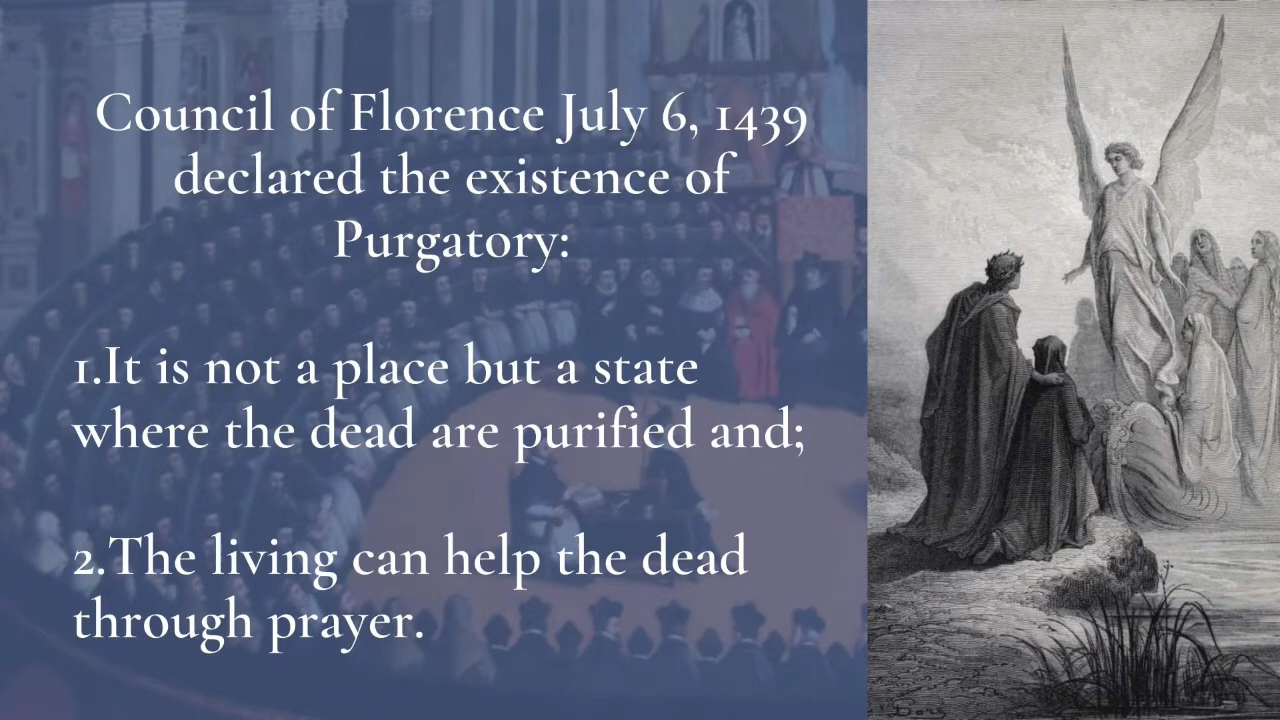 Council of Florence July 6, 1439
declared the existence of
Purgatory:
1.It is not a place but a state
where the dead are purified and;
2.The living can help the dead
through prayer.